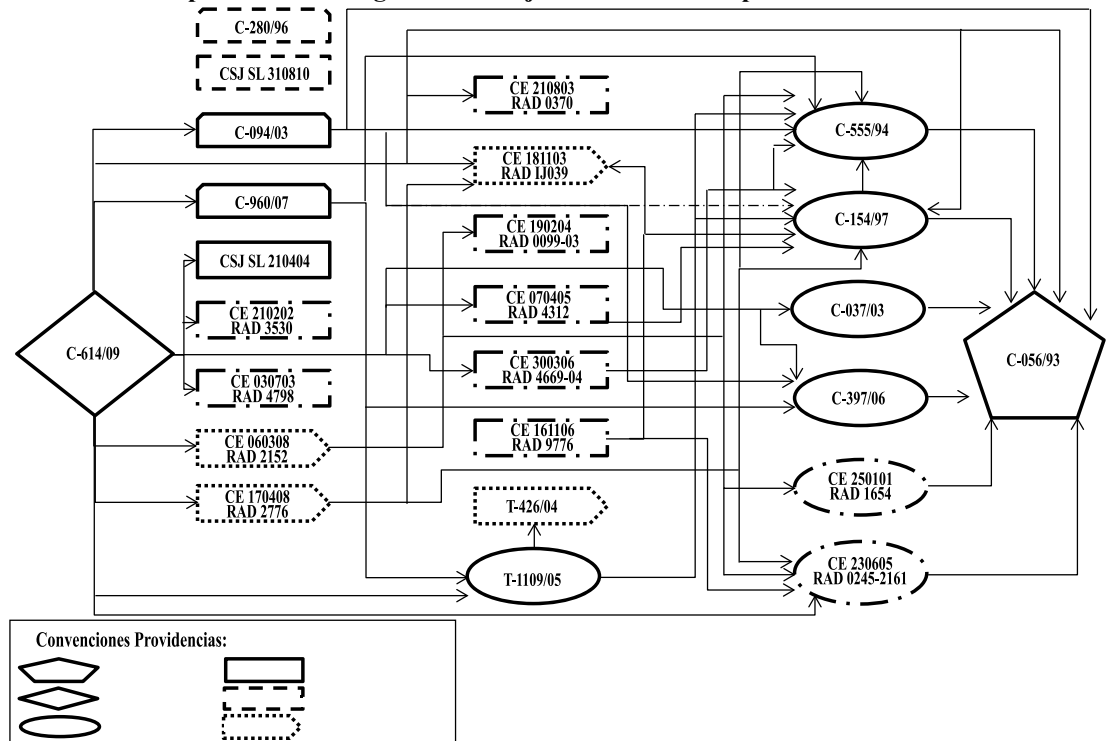 C-280/96
CSJ SL 310810
C-094/03
C-960/07
CSJ SL 210404
CE 210202
RAD 3530
C-614/09
CE 030703
RAD 4798
CE 060308
RAD 2152
CE 170408
RAD 2776
CE 210803
RAD 0370
CE 181103
RAD IJ039
CE 190204
RAD 0099-03
CE 070405
RAD 4312
CE 300306
RAD 4669-04
CE 161106
RAD 9776
T-426/04
T-1109/05
C-555/94
C-154/97
C-037/03
C-397/06
CE 250101
RAD 1654
CE 230605
RAD 0245-2161
C-056/93
Convenciones Providencias: